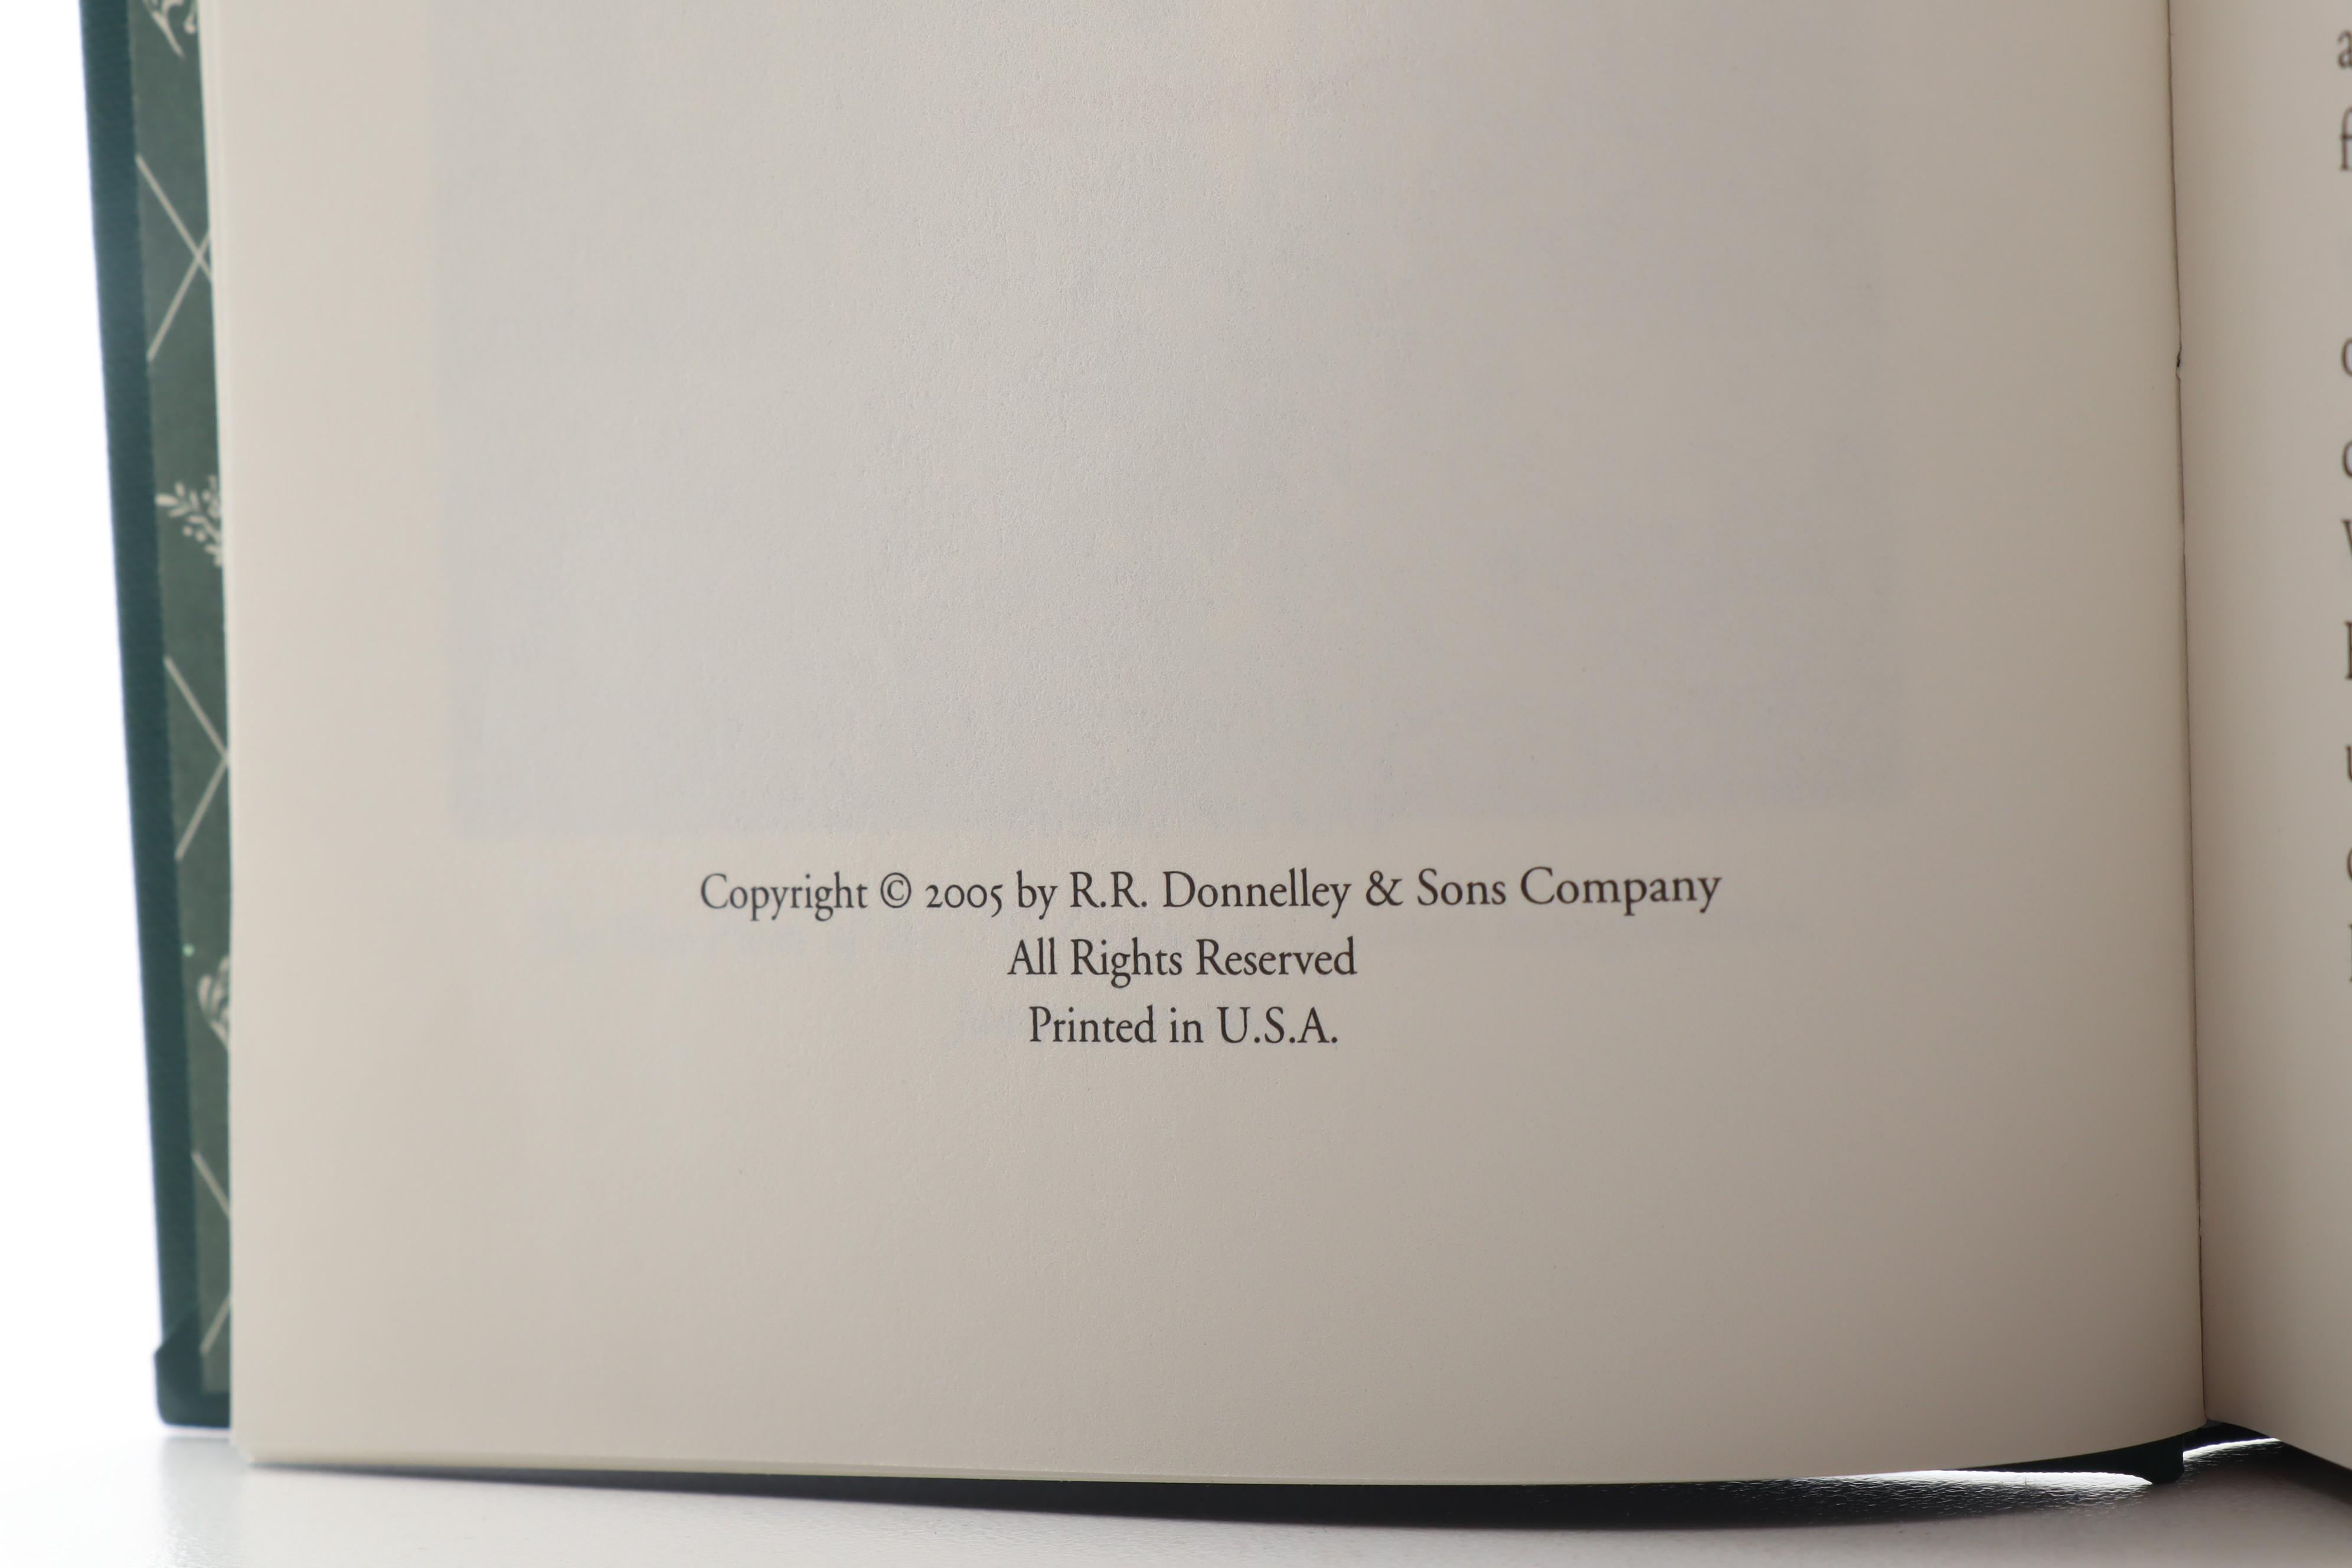 Copyright © 2005 by R.R. Donnelley & Sons Company
All Rights Reserved
Printed in U.S.A.